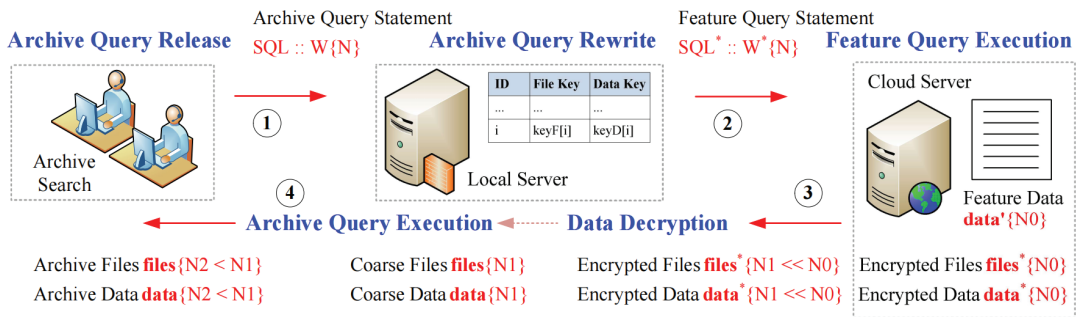 Archive Query Statement
SQL :: W{N}
Feature Query Statement
SQL* :: W*{N}
Archive Query Release
Archive Query Rewrite
Feature Query Execution
Archive
Search
1
ID File Key Data Key
... ... ...
i keyF[i] keyD[i]
Local Server
2
Cloud Server
Feature Data
data'{N0}
4
3
Archive Query Execution
Data Decryption
Archive Files files{N2 < N1}
Archive Data data{N2 < N1}
Coarse Files files{N1}
Coarse Data data{N1}
Encrypted Files files*{N1 << N0}
Encrypted Data data*{N1 << N0}
Encrypted Files files*{N0}
Encrypted Data data*{N0}